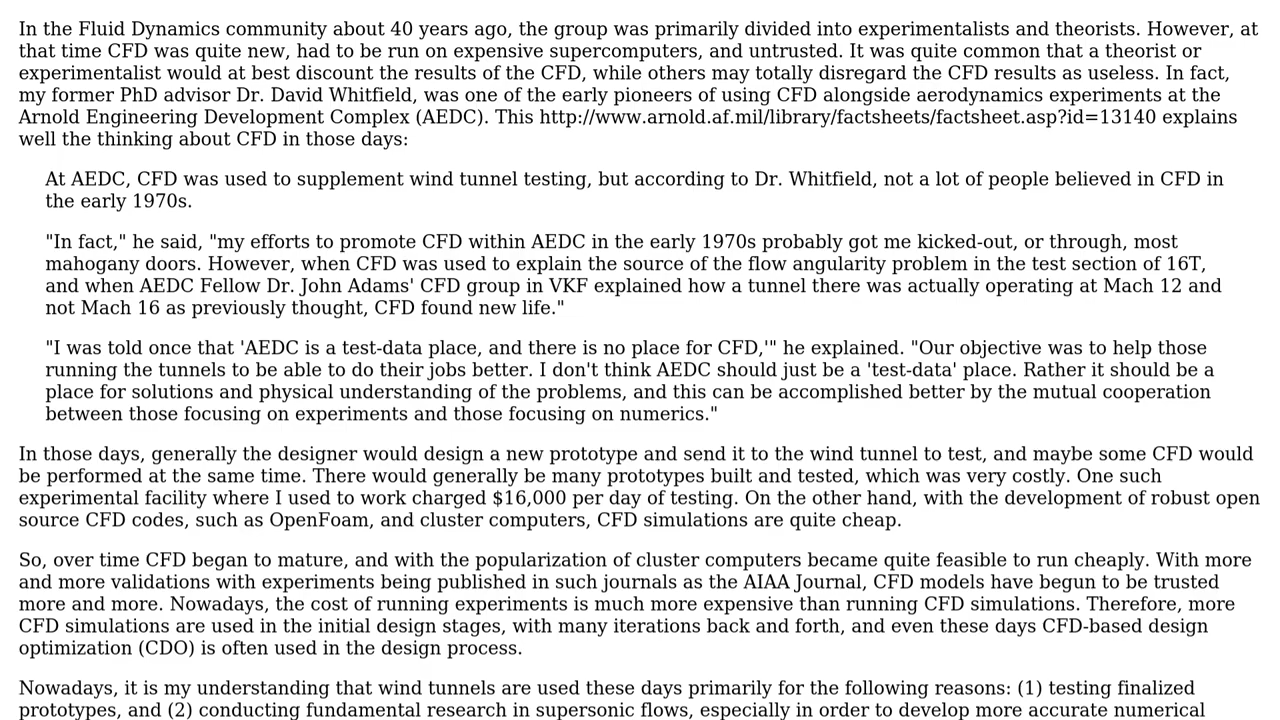 In the Fluid Dynamics community about 40 years ago, the group was primarily divided into experimentalists and theorists. However, at
that time CFD was quite new, had to be run on expensive supercomputers, and untrusted. It was quite common that a theorist or
experimentalist would at best discount the results of the CFD, while others may totally disregard the CFD results as useless. In fact,
my former PhD advisor Dr. David Whitfield, was one of the early pioneers of using CFD alongside aerodynamics experiments at the
Arnold Engineering Development Complex (AEDC). This http://www.arnold.af.mil/library/factsheets/factsheet.asp?id=13140 explains
well the thinking about CFD in those days:
At AEDC, CFD was used to supplement wind tunnel testing, but according to Dr. Whitfield, not a lot of people believed in CFD in
the early 1970s.
"In fact," he said, "my efforts to promote CFD within AEDC in the early 1970s probably got me kicked-out, or through, most
mahogany doors. However, when CFD was used to explain the source of the flow angularity problem in the test section of 16T,
and when AEDC Fellow Dr. John Adams' CFD group in VKF explained how a tunnel there was actually operating at Mach 12 and
not Mach 16 as previously thought, CFD found new life."
"I was told once that 'AEDC is a test-data place, and there is no place for CFD,'" he explained. "Our objective was to help those
running the tunnels to be able to do their jobs better. I don't think AEDC should just be a 'test-data' place. Rather it should be a
place for solutions and physical understanding of the problems, and this can be accomplished better by the mutual cooperation
between those focusing on experiments and those focusing on numerics."
In those days, generally the designer would design a new prototype and send it to the wind tunnel to test, and maybe some CFD would
be performed at the same time. There would generally be many prototypes built and tested, which was very costly. One such
experimental facility where I used to work charged $16,000 per day of testing. On the other hand, with the development of robust open
source CFD codes, such as OpenFoam, and cluster computers, CFD simulations are quite cheap.
So, over time CFD began to mature, and with the popularization of cluster computers became quite feasible to run cheaply. With more
and more validations with experiments being published in such journals as the AIAA Journal, CFD models have begun to be trusted
more and more. Nowadays, the cost of running experiments is much more expensive than running CFD simulations. Therefore, more
CFD simulations are used in the initial design stages, with many iterations back and forth, and even these days CFD-based design
optimization (CDO) is often used in the design process.
Nowadays, it is my understanding that wind tunnels are used these days primarily for the following reasons: (1) testing finalized
prototypes, and (2) conducting fundamental research in supersonic flows, especially in order to develop more accurate numerical